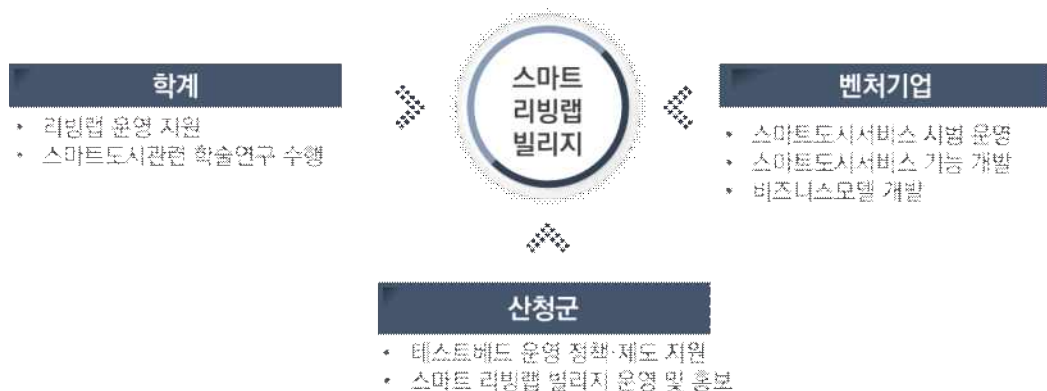 스마트
리빙랩
빌리지
학계
• 리빙랩 운영 지원
• 스마트도시관련 학술연구 수행
벤처기업
• 스마트도시서비스 시범 운영
• 스마트도시서비스 기능 개발
• 비즈니스모델 개발
산청군
• 테스트베드 운영 정책·제도 지원
• 스마트 리빙랩 빌리지 운영 및 홍보